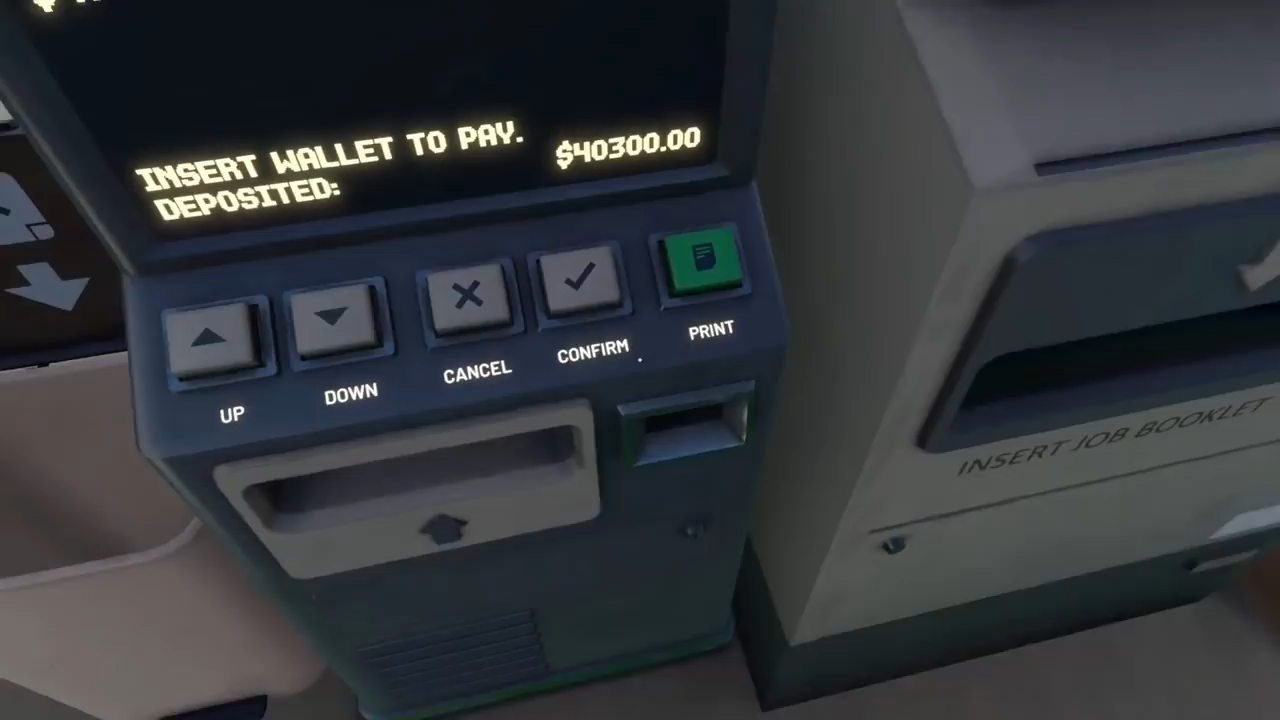 INSERT WALLET TO PAY.
DEPOSITED:
$40300.00
UP
DOWN
CANCEL
CONFIRM
PRINT
INSERT JOB BOOKLET